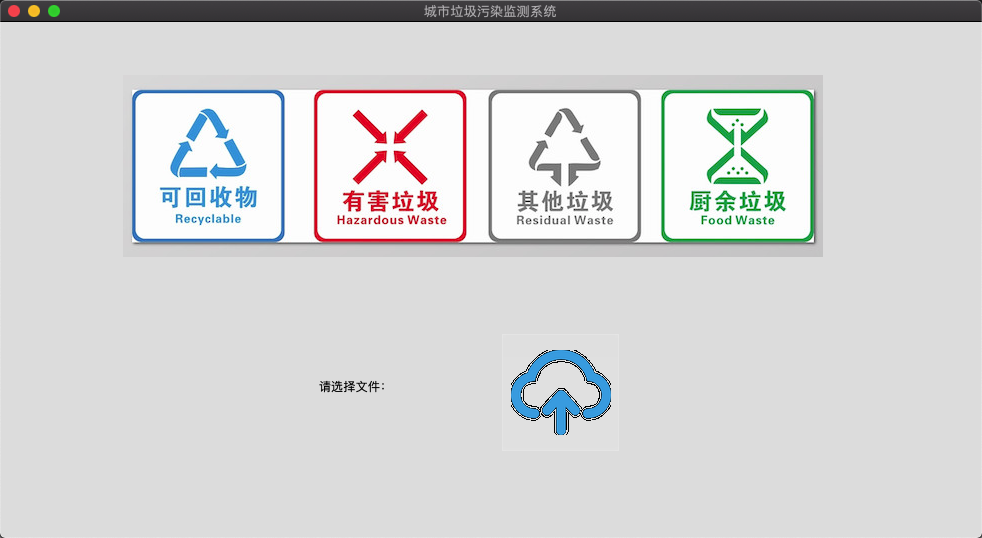 城市垃圾污染监测系统
可回收物
Recyclable
有害垃圾
Hazardous Waste
其他垃圾
Residual Waste
厨余垃圾
Food Waste
请选择文件: